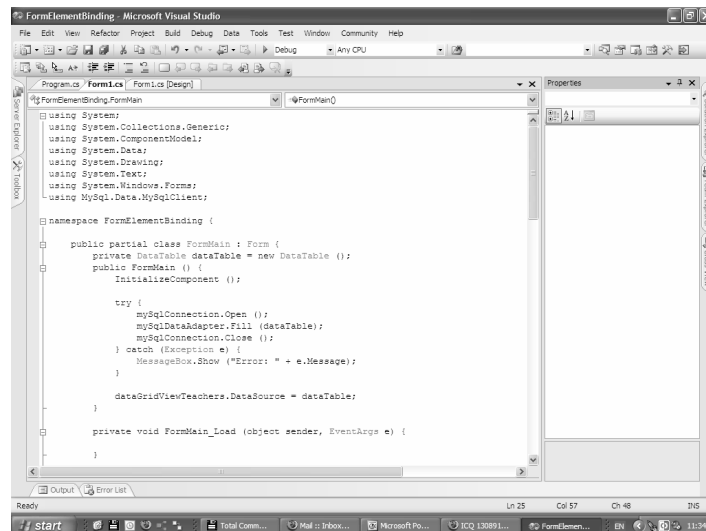 FormElementBinding - Microsoft Visual Studio
File Edit View Refactor Project Build Debug Data Tools Test Window Community Help
Debug Any CPU
Program.cs Form1.cs Form1.cs [Design]
Properties
FormElementBinding.FormMain FormMain()
Server Explorer
Toolbox
using System;
using System.Collections.Generic;
using System.ComponentModel;
using System.Data;
using System.Drawing;
using System.Text;
using System.Windows.Forms;
using MySql.Data.MySqlClient;
namespace FormElementBinding {
public partial class FormMain : Form {
private DataTable dataTable = new DataTable ();
public FormMain () {
InitializeComponent ();
try {
mySqlConnection.Open ();
mySqlDataAdapter.Fill (dataTable);
mySqlConnection.Close ();
} catch (Exception e) {
MessageBox.Show ("Error: " + e.Message);
}
dataGridViewTeachers.DataSource = dataTable;
}
private void FormMain_Load (object sender, EventArgs e) {
}
Output Error List
Ready Ln 25 Col 57 Ch 48 INS
start Total Comm... Mail :: Inbox... Microsoft Po... ICQ 130891... FormElemen... EN 11:34